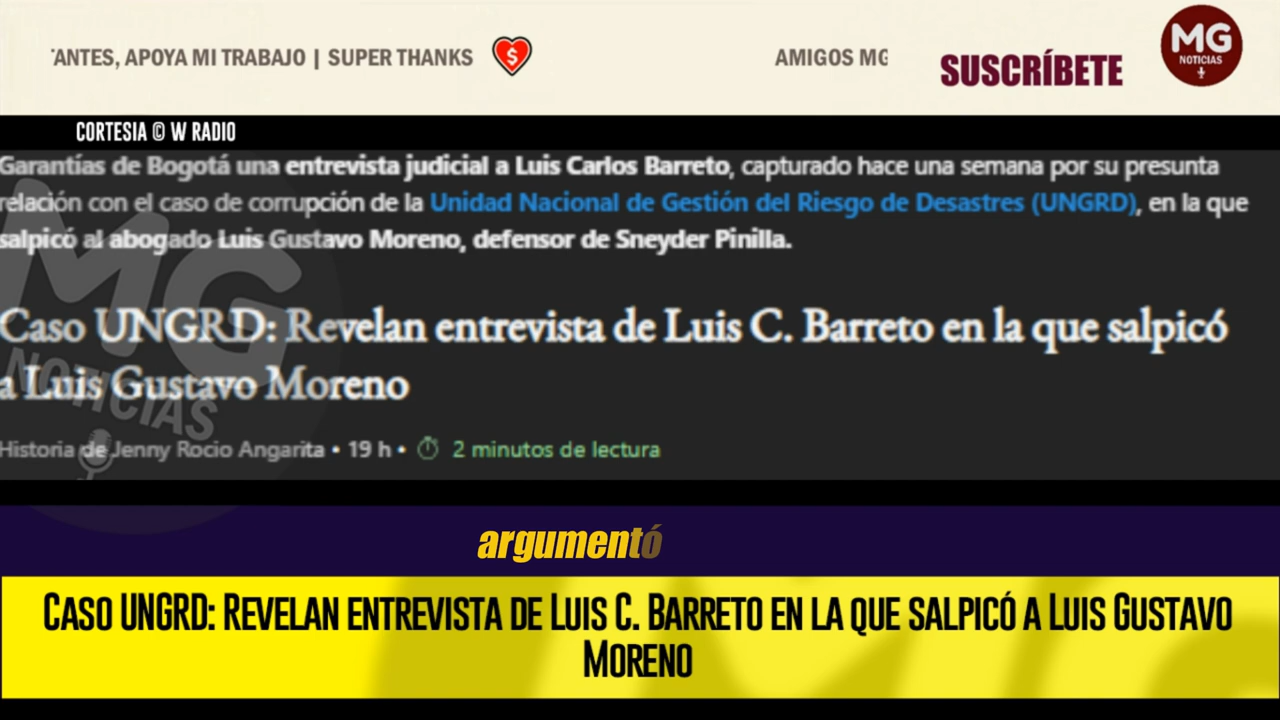 'ANTES, APOYA MI TRABAJO | SUPER THANKS
$
AMIGOS MG
SUSCRÍBETE
MG
NOTICIAS
CORTESIA © W RADIO
Garantías de Bogotá una entrevista judicial a Luis Carlos Barreto, capturado hace una semana por su presunta
relación con el caso de corrupción de la Unidad Nacional de Gestión del Riesgo de Desastres (UNGRD), en la que
salpicó al abogado Luis Gustavo Moreno, defensor de Sneyder Pinilla.
Caso UNGRD: Revelan entrevista de Luis C. Barreto en la que salpicó
a Luis Gustavo Moreno
MG
NOTICIAS
Historia de Jenny Rocio Angarita • 19 h • 2 minutos de lectura
argumentó
CASO UNGRD: REVELAN ENTREVISTA DE LUIS C. BARRETO EN LA QUE SALPICÓ A LUIS GUSTAVO
MORENO